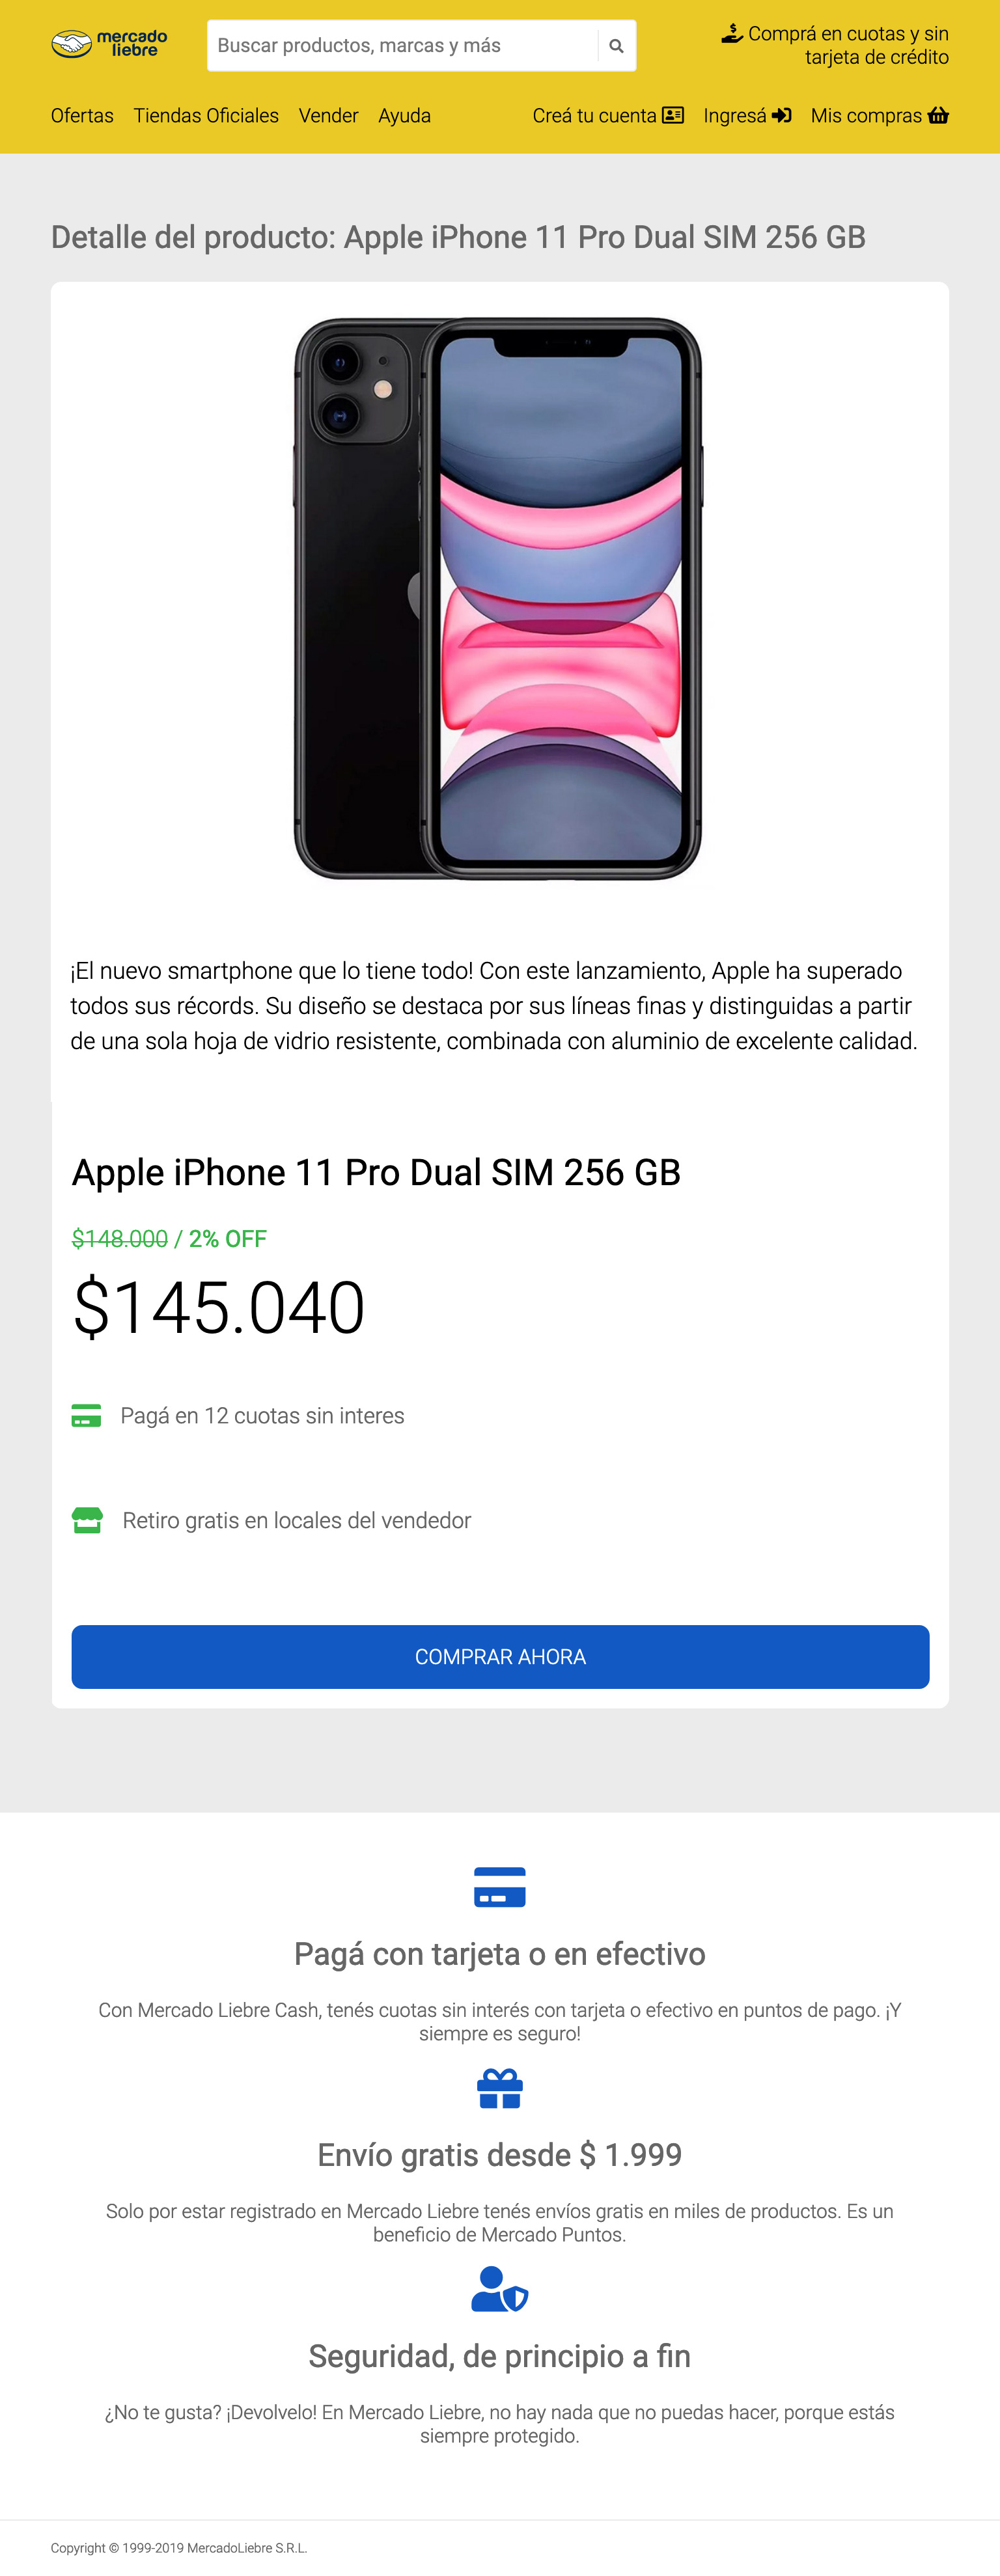 mercado
liebre
Buscar productos, marcas y más
Comprá en cuotas y sin
tarjeta de crédito
Ofertas Tiendas Oficiales Vender Ayuda Creá tu cuenta Ingresá Mis compras
Detalle del producto: Apple iPhone 11 Pro Dual SIM 256 GB
¡El nuevo smartphone que lo tiene todo! Con este lanzamiento, Apple ha superado
todos sus récords. Su diseño se destaca por sus líneas finas y distinguidas a partir
de una sola hoja de vidrio resistente, combinada con aluminio de excelente calidad.
Apple iPhone 11 Pro Dual SIM 256 GB
$148.000 / 2% OFF
$145.040
Pagá en 12 cuotas sin interes
Retiro gratis en locales del vendedor
COMPRAR AHORA
Pagá con tarjeta o en efectivo
Con Mercado Liebre Cash, tenés cuotas sin interés con tarjeta o efectivo en puntos de pago. ¡Y
siempre es seguro!
Envío gratis desde $ 1.999
Solo por estar registrado en Mercado Liebre tenés envíos gratis en miles de productos. Es un
beneficio de Mercado Puntos.
Seguridad, de principio a fin
¿No te gusta? ¡Devolvelo! En Mercado Liebre, no hay nada que no puedas hacer, porque estás
siempre protegido.
Copyright © 1999-2019 MercadoLiebre S.R.L.